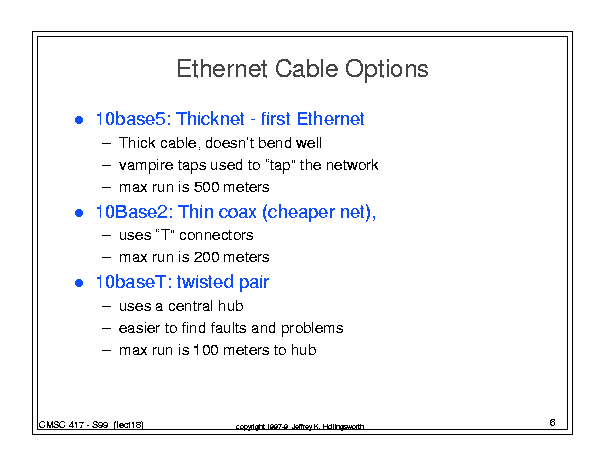 Ethernet Cable Options
● 10base5: Thicknet - first Ethernet
– Thick cable, doesn't bend well
– vampire taps used to "tap" the network
– max run is 500 meters
● 10Base2: Thin coax (cheaper net),
– uses "T" connectors
– max run is 200 meters
● 10baseT: twisted pair
– uses a central hub
– easier to find faults and problems
– max run is 100 meters to hub
CMSC 417 - S99 (lect18)
copyright 1997-9 Jeffrey K. Hollingsworth
6